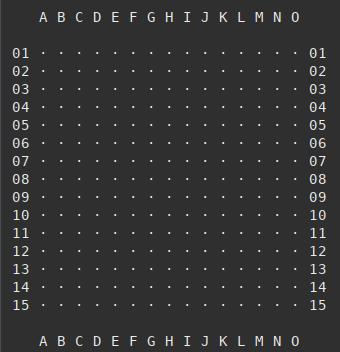 A B C D E F G H I J K L M N O
01 · · · · · · · · · · · · · · · 01
02 · · · · · · · · · · · · · · · 02
03 · · · · · · · · · · · · · · · 03
04 · · · · · · · · · · · · · · · 04
05 · · · · · · · · · · · · · · · 05
06 · · · · · · · · · · · · · · · 06
07 · · · · · · · · · · · · · · · 07
08 · · · · · · · · · · · · · · · 08
09 · · · · · · · · · · · · · · · 09
10 · · · · · · · · · · · · · · · 10
11 · · · · · · · · · · · · · · · 11
12 · · · · · · · · · · · · · · · 12
13 · · · · · · · · · · · · · · · 13
14 · · · · · · · · · · · · · · · 14
15 · · · · · · · · · · · · · · · 15
A B C D E F G H I J K L M N O